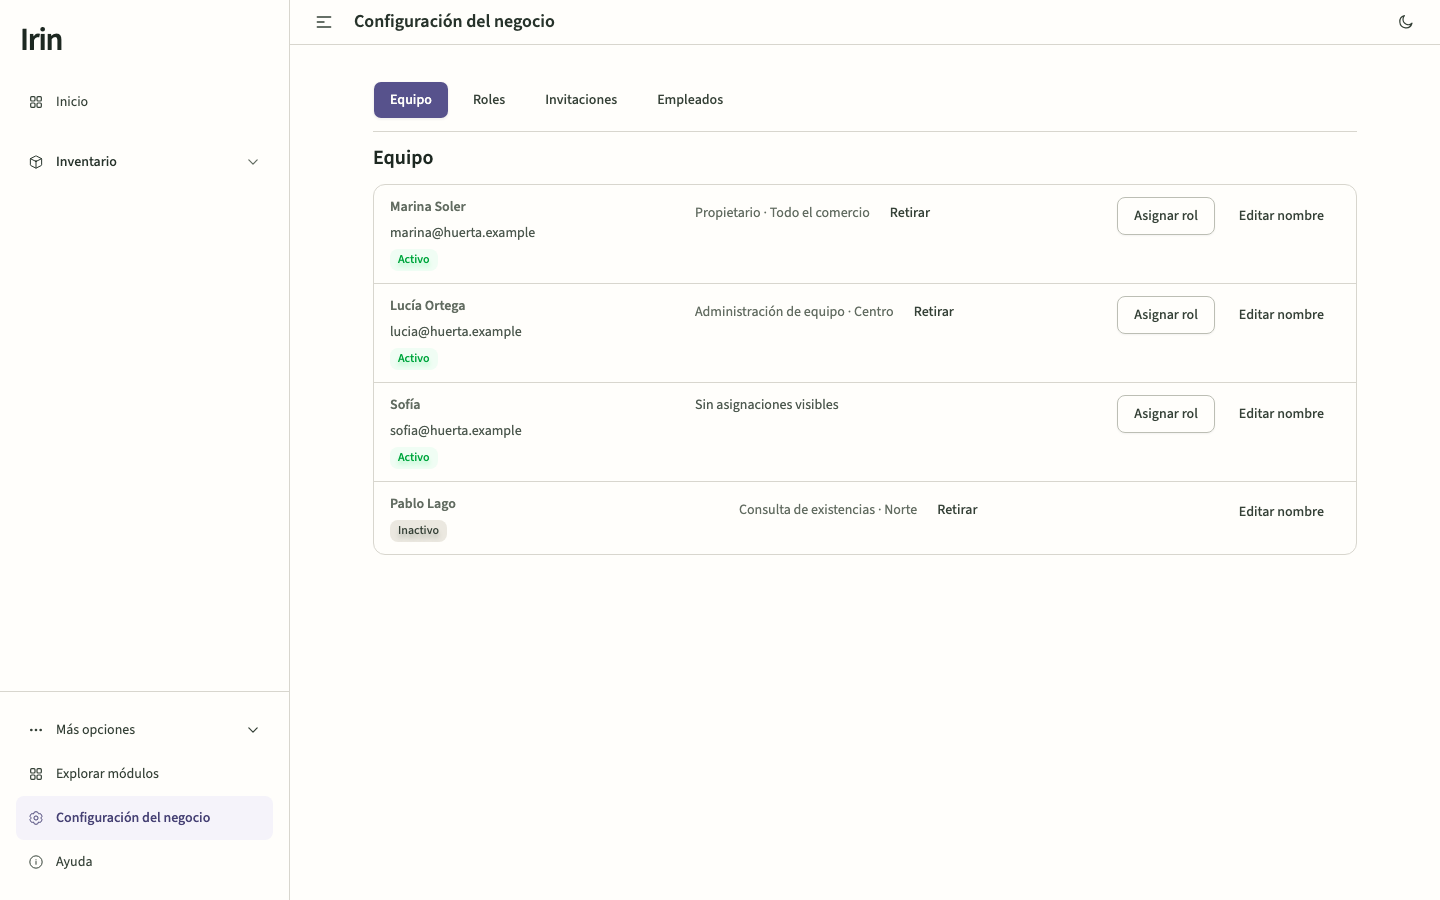 Irin
Inicio
Inventario
Más opciones
Explorar módulos
Configuración del negocio
Ayuda
Configuración del negocio
Equipo Roles Invitaciones Empleados
Equipo
Marina Soler
marina@huerta.example
Activo
Propietario · Todo el comercio Retirar
Asignar rol Editar nombre
Lucía Ortega
lucia@huerta.example
Activo
Administración de equipo · Centro Retirar
Asignar rol Editar nombre
Sofía
sofia@huerta.example
Activo
Sin asignaciones visibles
Asignar rol Editar nombre
Pablo Lago
Inactivo
Consulta de existencias · Norte Retirar
Editar nombre